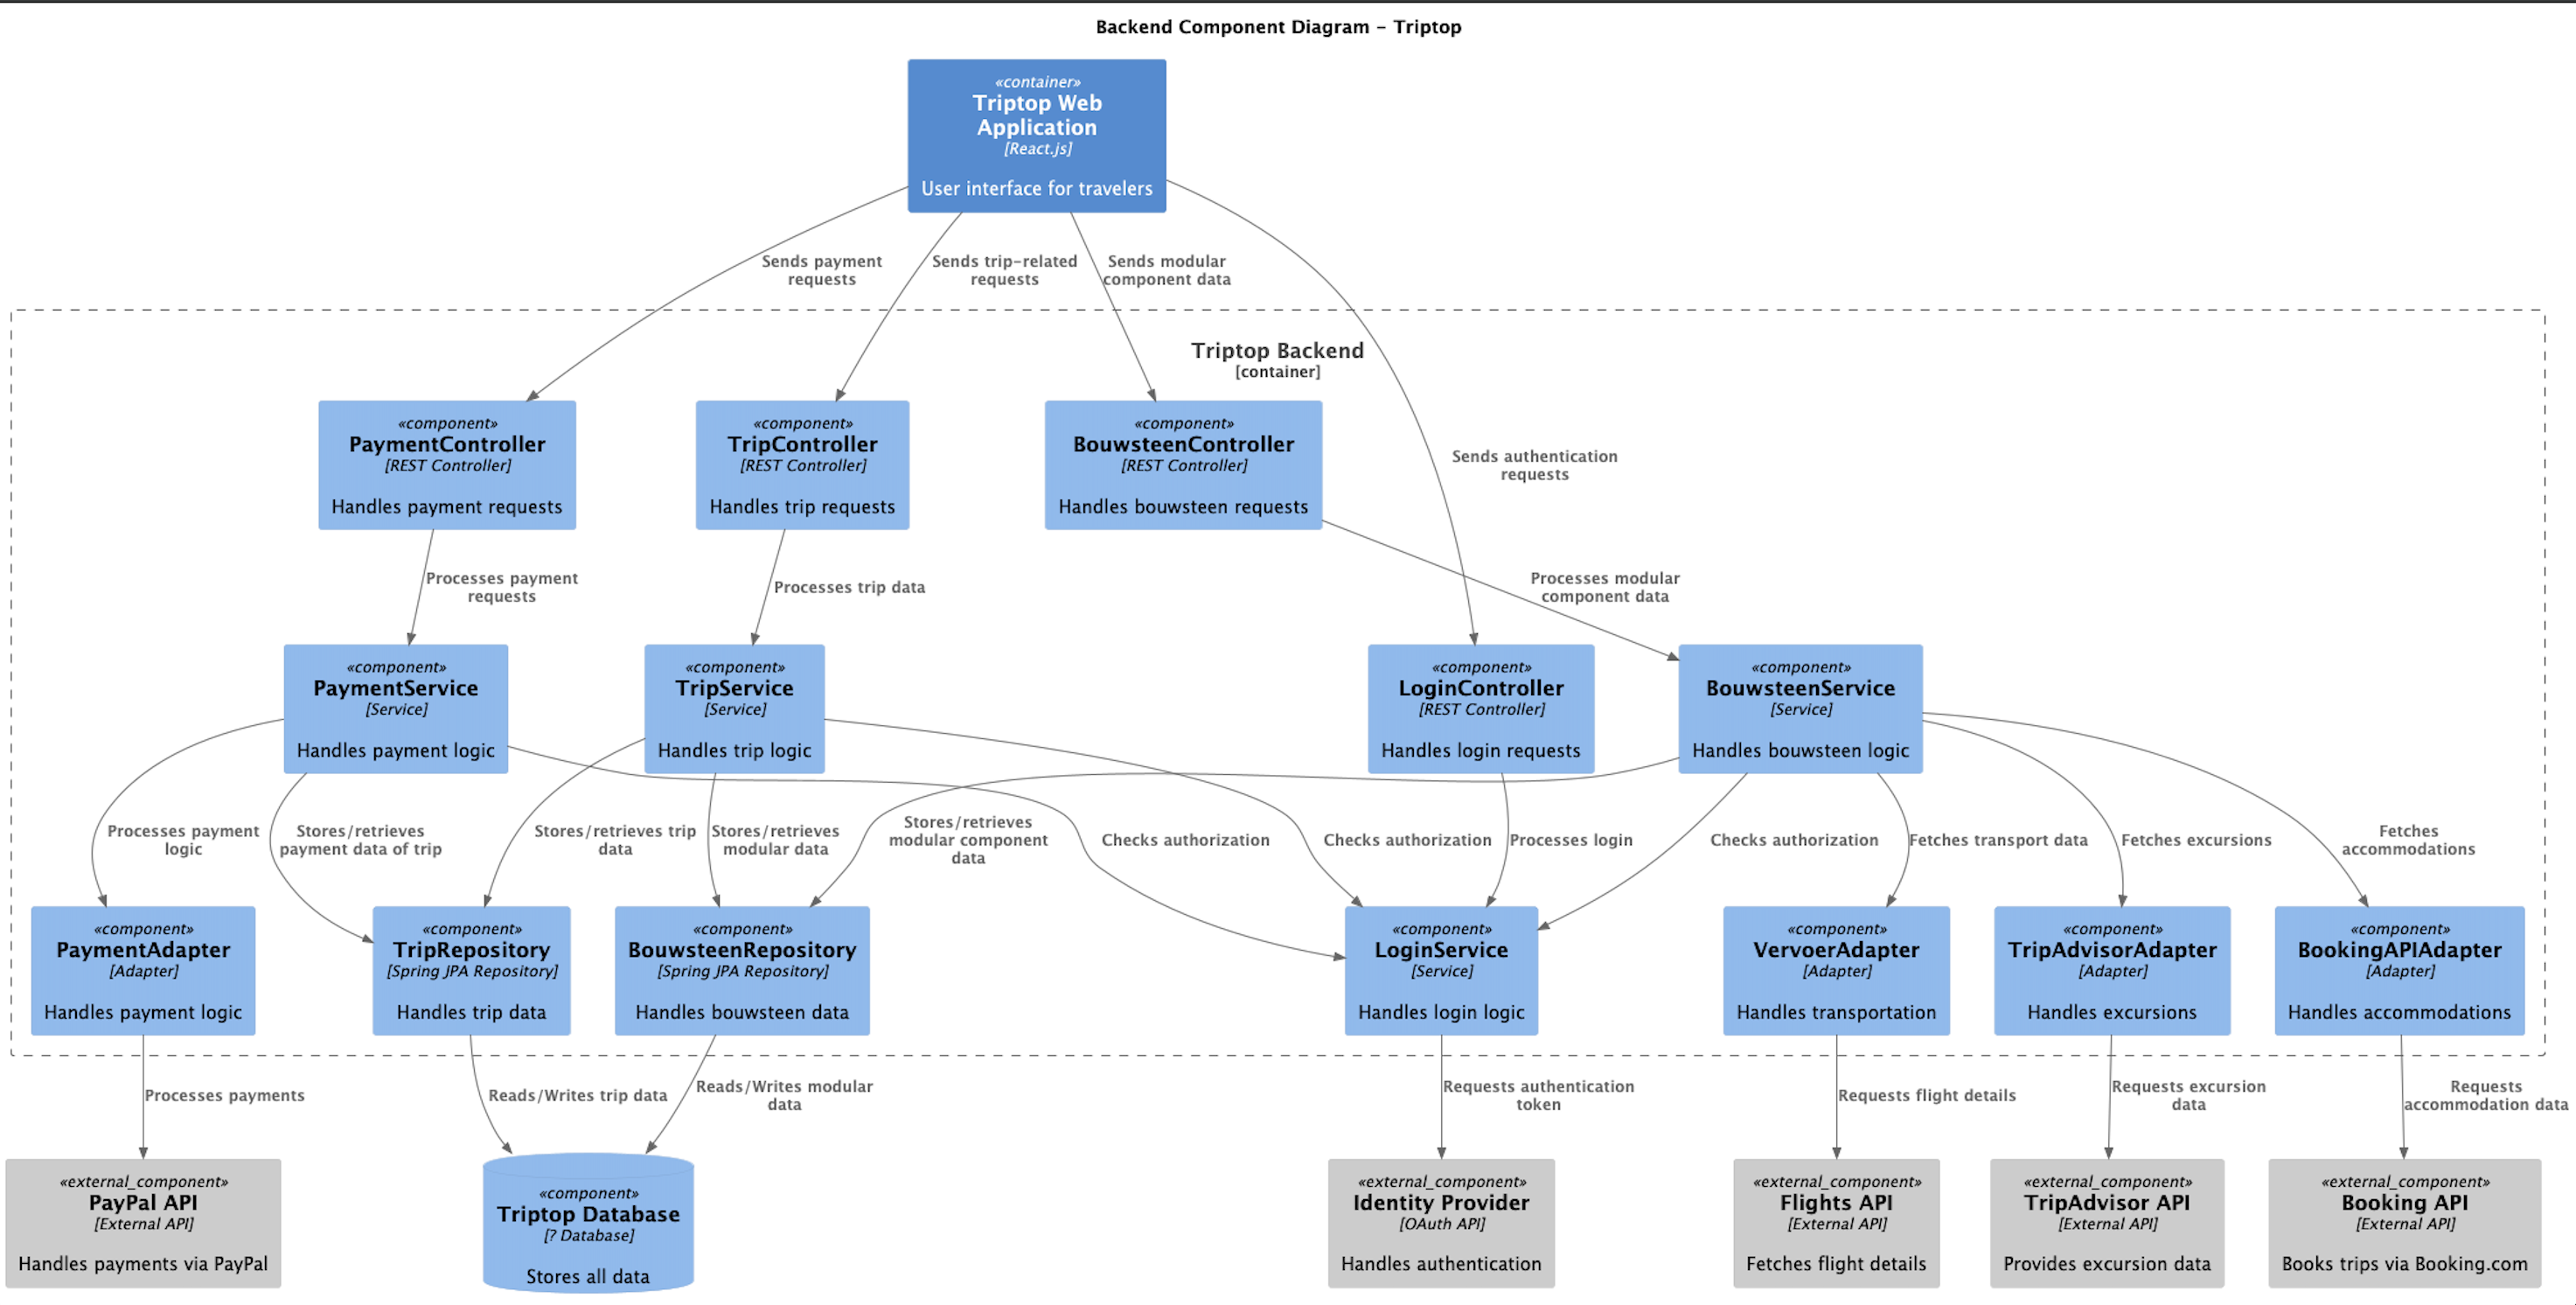 Backend Component Diagram – Triptop
«container»
Triptop Web
Application
[React.js]
User interface for travelers
Sends payment
requests
Sends trip-related
requests
Sends modular
component data
Triptop Backend
[container]
«component»
PaymentController
[REST Controller]
Handles payment requests
«component»
TripController
[REST Controller]
Handles trip requests
«component»
BouwsteenController
[REST Controller]
Handles bouwsteen requests
Sends authentication
requests
Processes payment
requests
Processes trip data
Processes modular
component data
«component»
PaymentService
[Service]
Handles payment logic
«component»
TripService
[Service]
Handles trip logic
«component»
LoginController
[REST Controller]
Handles login requests
«component»
BouwsteenService
[Service]
Handles bouwsteen logic
Processes payment
logic
Stores/retrieves
payment data of trip
Stores/retrieves trip
data
Stores/retrieves
modular data
Stores/retrieves
modular component
data
Checks authorization
Checks authorization
Processes login
Checks authorization
Fetches transport data
Fetches excursions
Fetches
accommodations
«component»
PaymentAdapter
[Adapter]
Handles payment logic
«component»
TripRepository
[Spring JPA Repository]
Handles trip data
«component»
BouwsteenRepository
[Spring JPA Repository]
Handles bouwsteen data
«component»
LoginService
[Service]
Handles login logic
«component»
VervoerAdapter
[Adapter]
Handles transportation
«component»
TripAdvisorAdapter
[Adapter]
Handles excursions
«component»
BookingAPIAdapter
[Adapter]
Handles accommodations
Processes payments
Reads/Writes trip data
Reads/Writes modular
data
Requests authentication
token
Requests flight details
Requests excursion
data
Requests
accommodation data
«external_component»
PayPal API
[External API]
Handles payments via PayPal
«component»
Triptop Database
[? Database]
Stores all data
«external_component»
Identity Provider
[OAuth API]
Handles authentication
«external_component»
Flights API
[External API]
Fetches flight details
«external_component»
TripAdvisor API
[External API]
Provides excursion data
«external_component»
Booking API
[External API]
Books trips via Booking.com